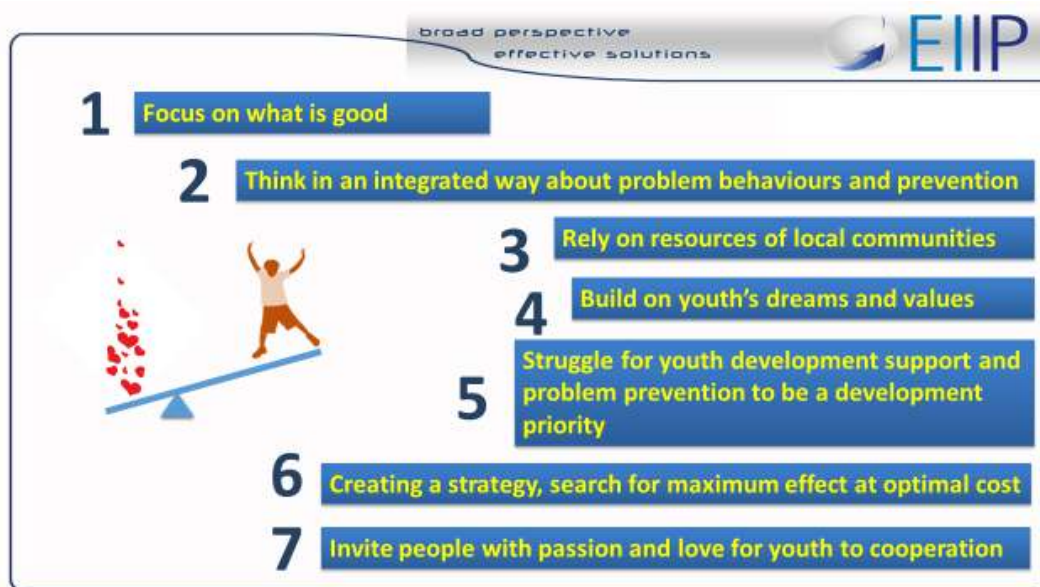 broad perspective
effective solutions
EIIP
1 Focus on what is good
2 Think in an integrated way about problem behaviours and prevention
3 Rely on resources of local communities
4 Build on youth's dreams and values
5 Struggle for youth development support and
problem prevention to be a development
priority
6 Creating a strategy, search for maximum effect at optimal cost
7 Invite people with passion and love for youth to cooperation